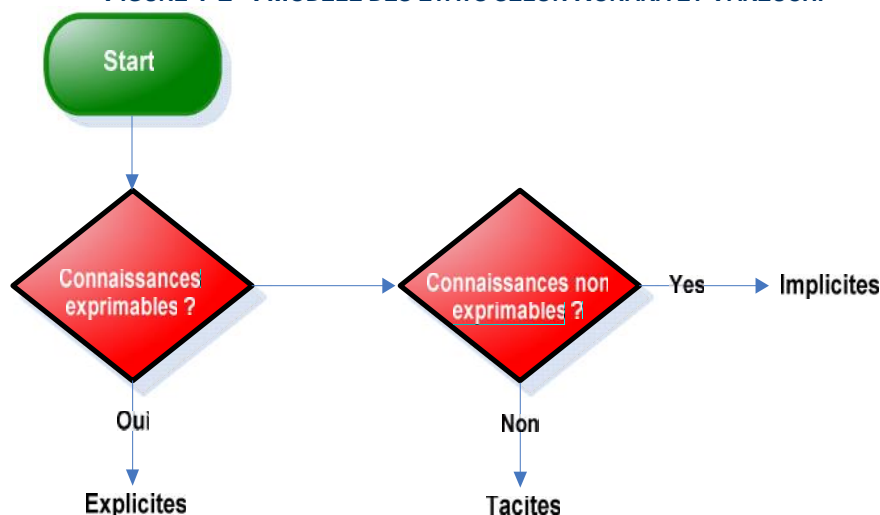 Start
Connaissances
exprimables ?
Connaissances non
exprimables ?
Yes
Implicites
Oui
Non
Explicites
Tacites